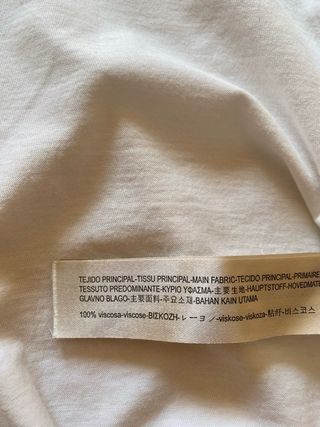 TEJIDO PRINCIPAL-TISSU PRINCIPAL-MAIN FABRIC-TECIDO PRINCIPAL-PRIMAIRE
TESSUTO PREDOMINANTE-ΚΥΡΙΟ ΥΦΑΣΜΑ-主要生地-HAUPTSTOFF-HOVEDMATE
GLAVNO BLAGO-主要面料-주요소재-BAHAN KAIN UTAMA
100% viscosa-viscose-ΒΙΣΚΟΖΗ-レーヨン-viskose-viskoza-粘纤-비스코스